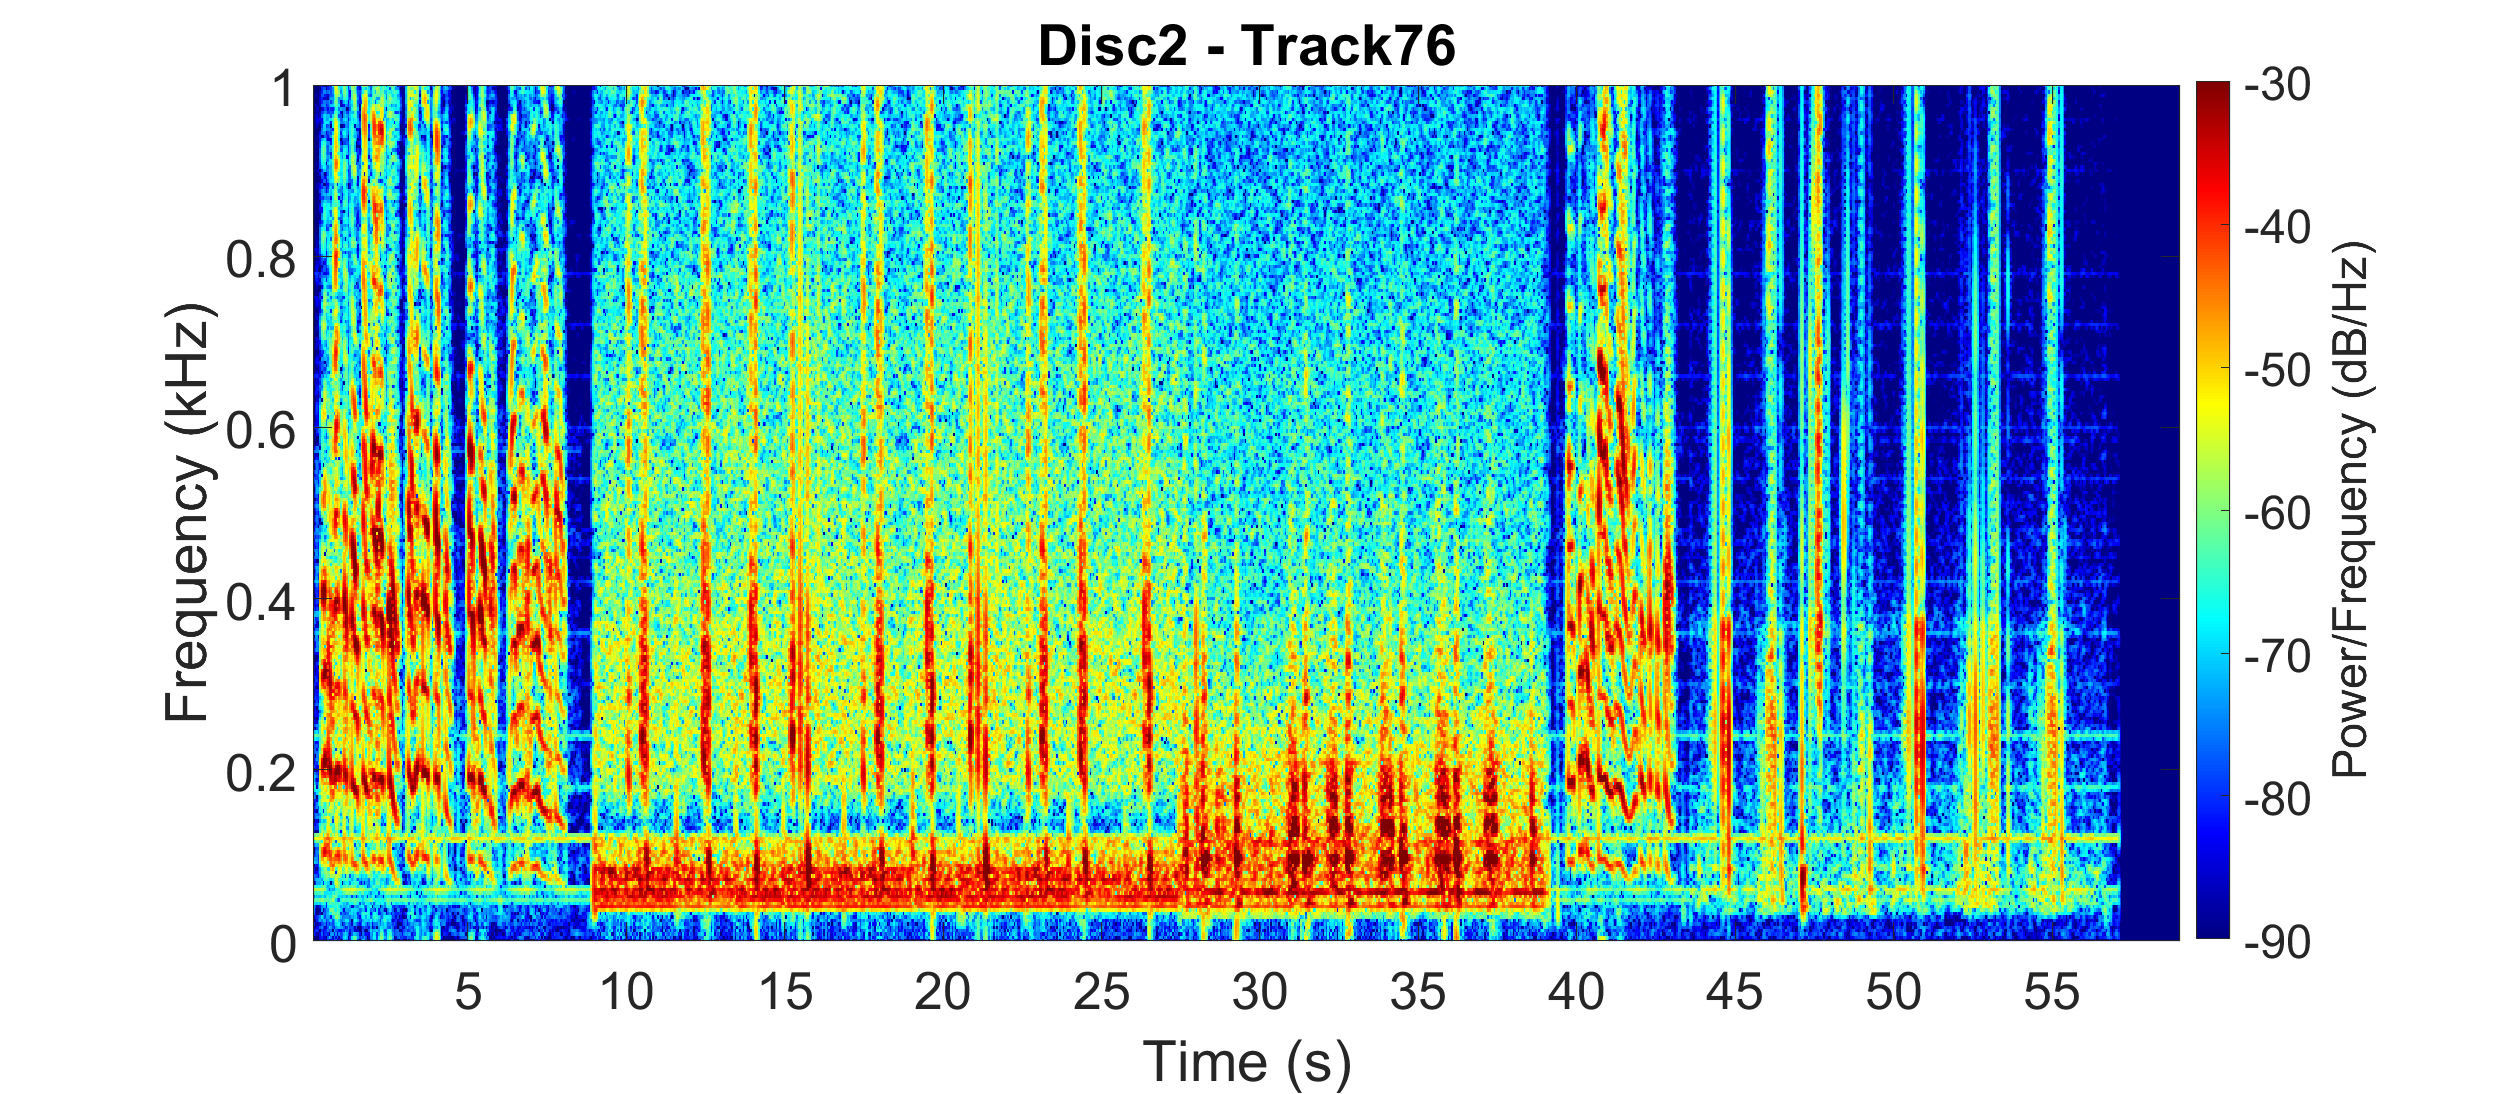 Disc2 - Track76
Frequency (kHz)
1
0.8
0.6
0.4
0.2
0
5 10 15 20 25 30 35 40 45 50 55
Time (s)
-30
-40
-50
-60
-70
-80
-90
Power/Frequency (dB/Hz)